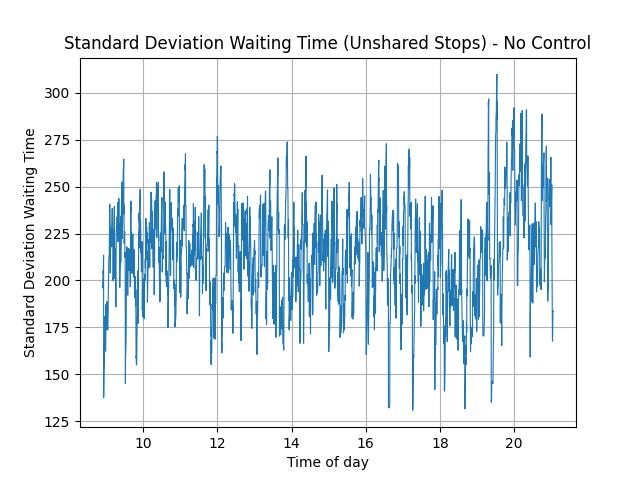 Standard Deviation Waiting Time (Unshared Stops) - No Control
Standard Deviation Waiting Time
300
275
250
225
200
175
150
125
10 12 14 16 18 20
Time of day